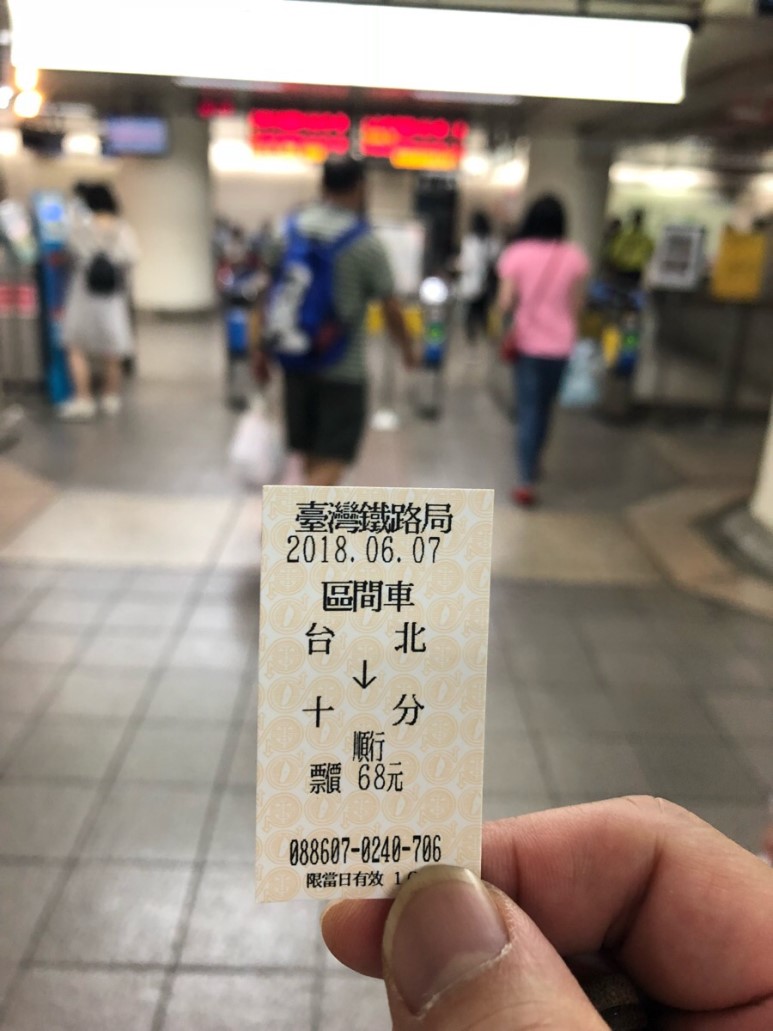 臺灣鐵路局
2018.06.07
區間車
台 北
↓
十 分
順行
票價 68元
088607-0240-706
限當日有效